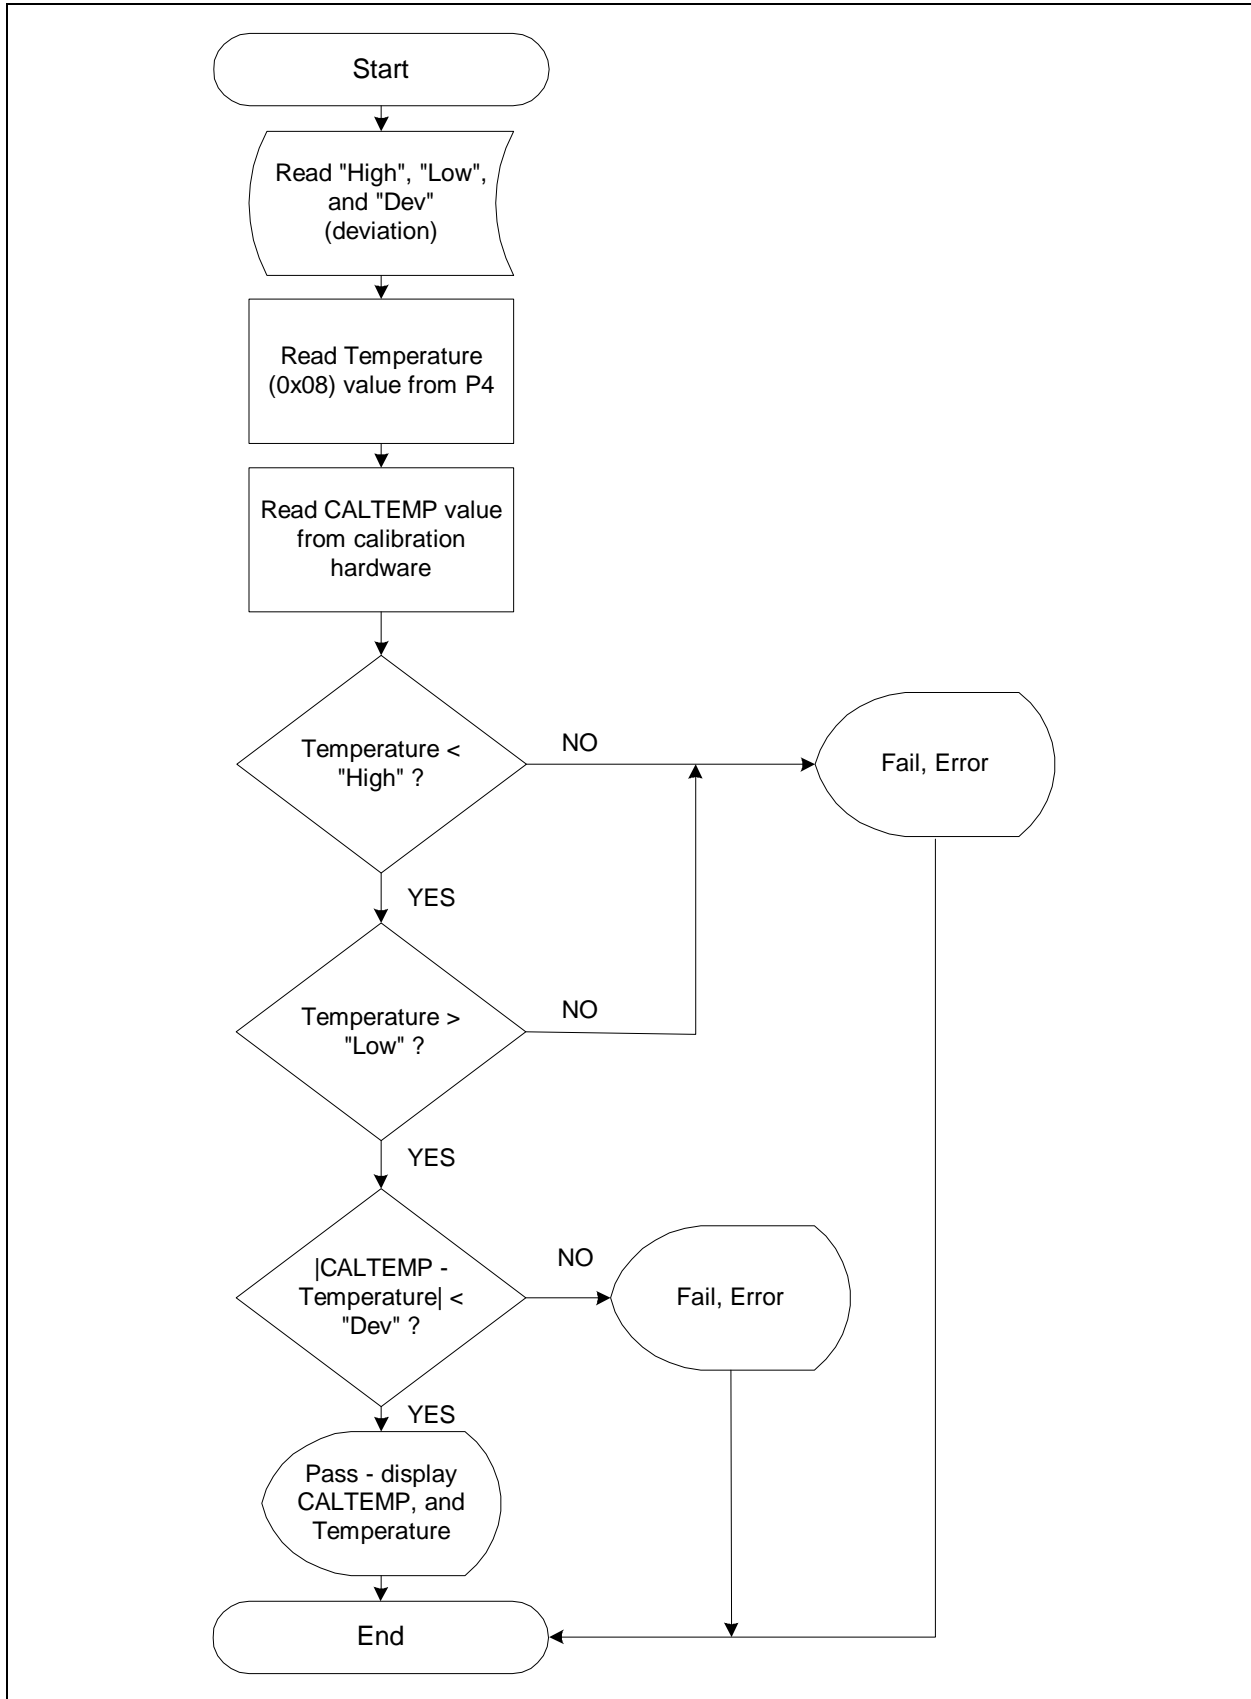 Start
Read "High", "Low",
and "Dev"
(deviation)
Read Temperature
(0x08) value from P4
Read CALTEMP value
from calibration
hardware
Temperature <
"High" ?
NO
Fail, Error
YES
Temperature >
"Low" ?
NO
YES
|CALTEMP -
Temperature| <
"Dev" ?
NO
Fail, Error
YES
Pass - display
CALTEMP, and
Temperature
End